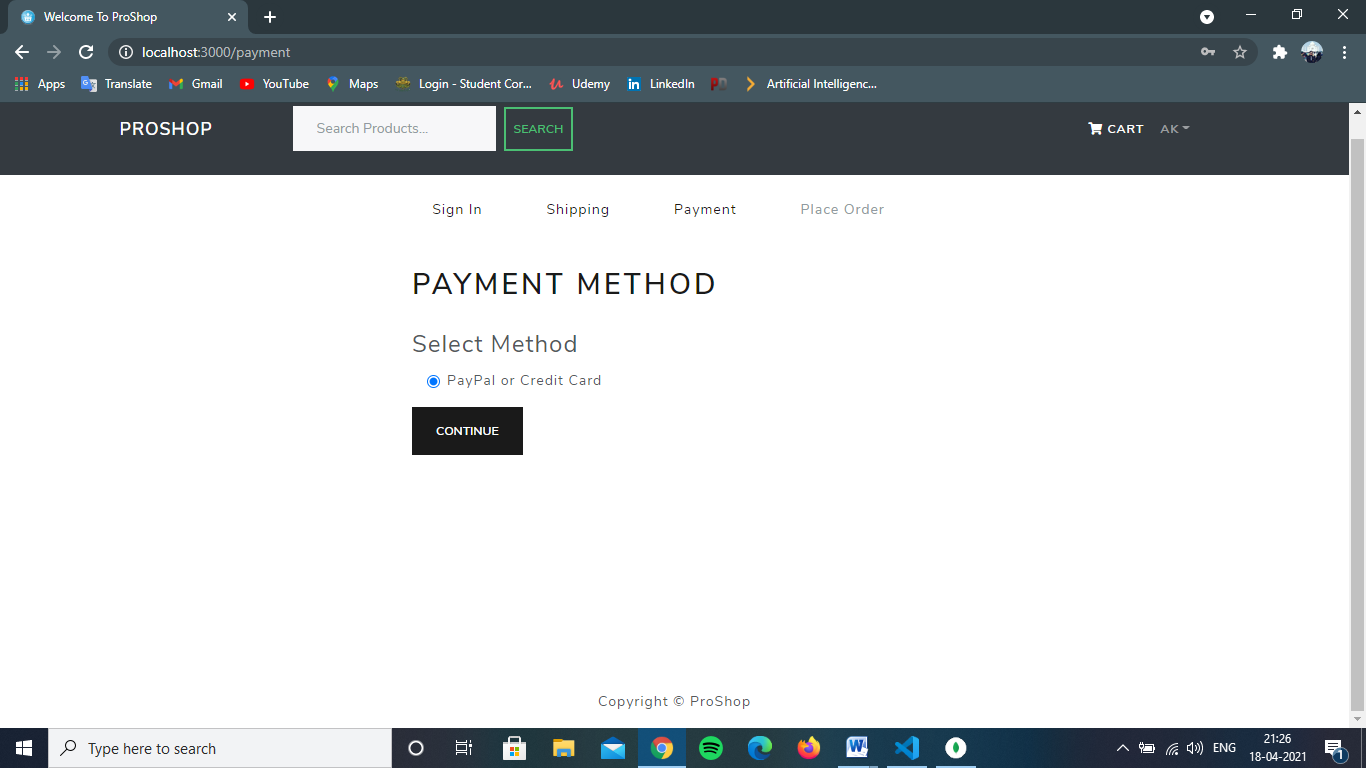 Welcome To ProShop
localhost:3000/payment
Apps Translate Gmail YouTube Maps Login - Student Cor... Udemy LinkedIn Artificial Intelligenc...
PROSHOP Search Products... SEARCH CART AK
Sign In Shipping Payment Place Order
PAYMENT METHOD
Select Method
PayPal or Credit Card
CONTINUE
Copyright © ProShop
Type here to search
ENG
21:26
18-04-2021
1